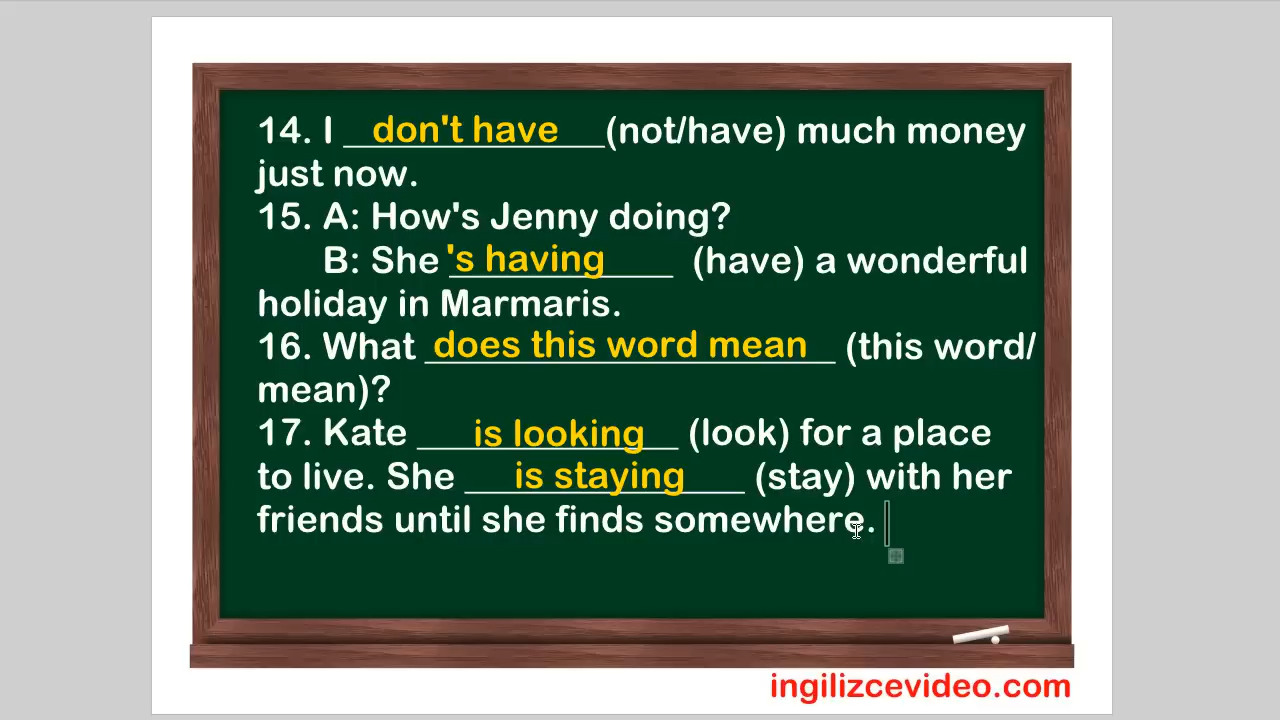 14. I don't have (not/have) much money
just now.
15. A: How's Jenny doing?
B: She 's having (have) a wonderful
holiday in Marmaris.
16. What does this word mean (this word/
mean)?
17. Kate is looking (look) for a place
to live. She is staying (stay) with her
friends until she finds somewhere.
ingilizcevideo.com